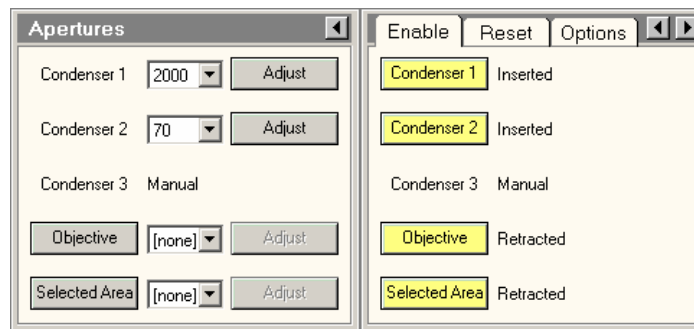 Apertures
Condenser 1 2000 Adjust
Condenser 2 70 Adjust
Condenser 3 Manual
Objective [none] Adjust
Selected Area [none] Adjust
Enable Reset Options
Condenser 1 Inserted
Condenser 2 Inserted
Condenser 3 Manual
Objective Retracted
Selected Area Retracted